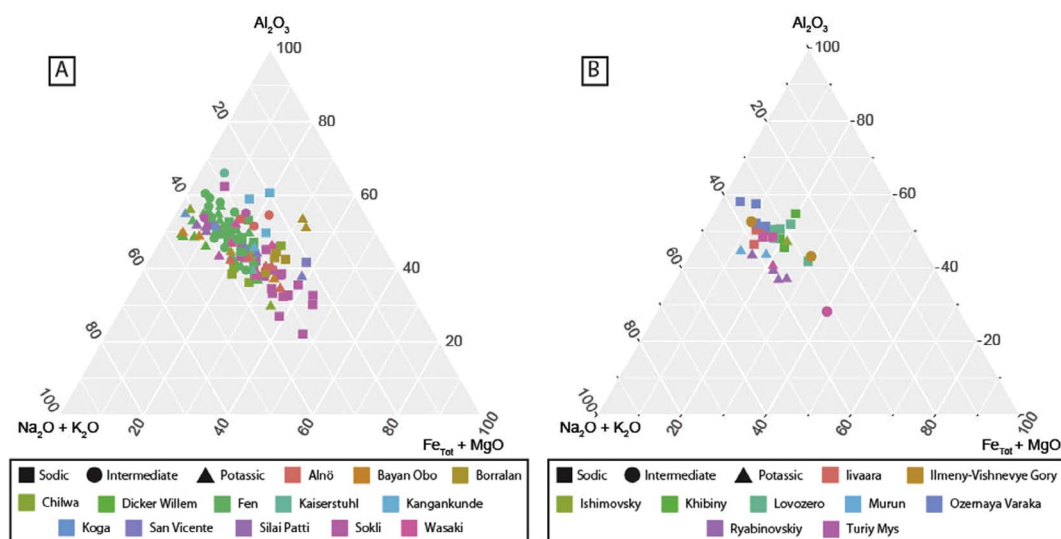 A
Al₂O₃
100
80
60
40
20
20
40
60
80
100
20
40
60
80
100
Na₂O + K₂O
Fe_Tot + MgO
Sodic Intermediate Potassic Alnö Bayan Obo Borralan
Chilwa Dicker Willem Fen Kaiserstuhl Kangankunde
Koga San Vicente Silai Patti Sokli Wasaki
B
Al₂O₃
100
80
60
40
20
20
40
60
80
100
20
40
60
80
100
Na₂O + K₂O
Fe_Tot + MgO
Sodic Intermediate Potassic Iivaara Ilmeny-Vishnevye Gory
Ishimovsky Khibiny Lovozero Murun Ozernaya Varaka
Ryabinovskiy Turiy Mys